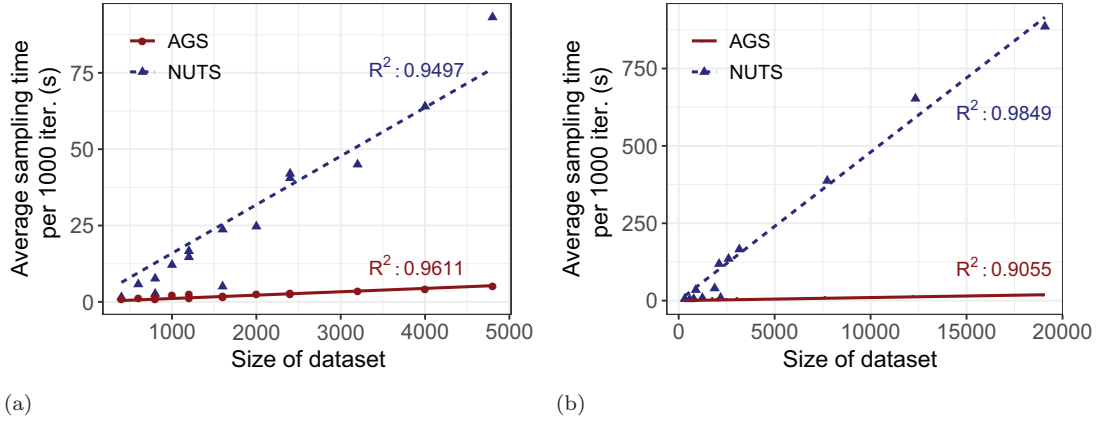 Average sampling time
per 1000 iter. (s)
AGS
NUTS
R²: 0.9497
R²: 0.9611
75
50
25
0
1000
2000
3000
4000
5000
Size of dataset
(a)
Average sampling time
per 1000 iter. (s)
AGS
NUTS
R²: 0.9849
R²: 0.9055
750
500
250
0
0
5000
10000
15000
20000
Size of dataset
(b)